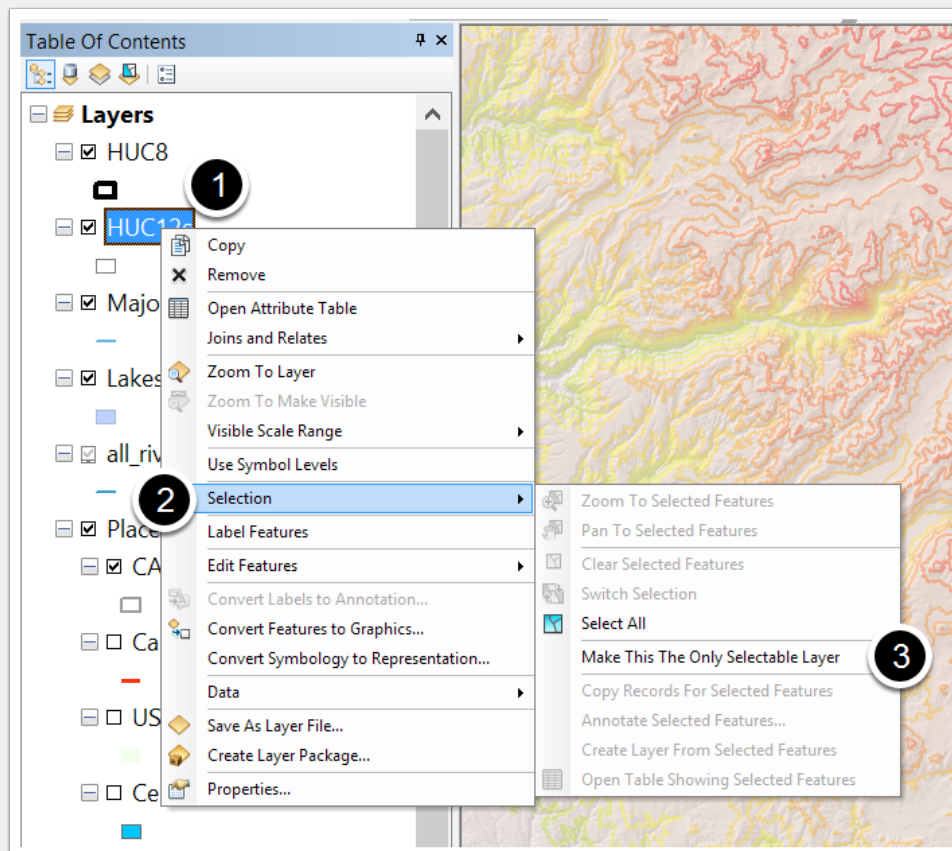 Table Of Contents
Layers
HUC8
1
HUC12s
Copy
Remove
Majo
Open Attribute Table
Joins and Relates
Lakes
Zoom To Layer
Zoom To Make Visible
Visible Scale Range
all_riv
Use Symbol Levels
2
Selection
Zoom To Selected Features
Place
Label Features
Pan To Selected Features
CA
Edit Features
Clear Selected Features
Convert Labels to Annotation...
Switch Selection
Ca
Convert Features to Graphics...
Select All
Convert Symbology to Representation...
Make This The Only Selectable Layer
3
Data
Copy Records For Selected Features
US
Save As Layer File...
Annotate Selected Features...
Create Layer Package...
Create Layer From Selected Features
Ce
Properties...
Open Table Showing Selected Features